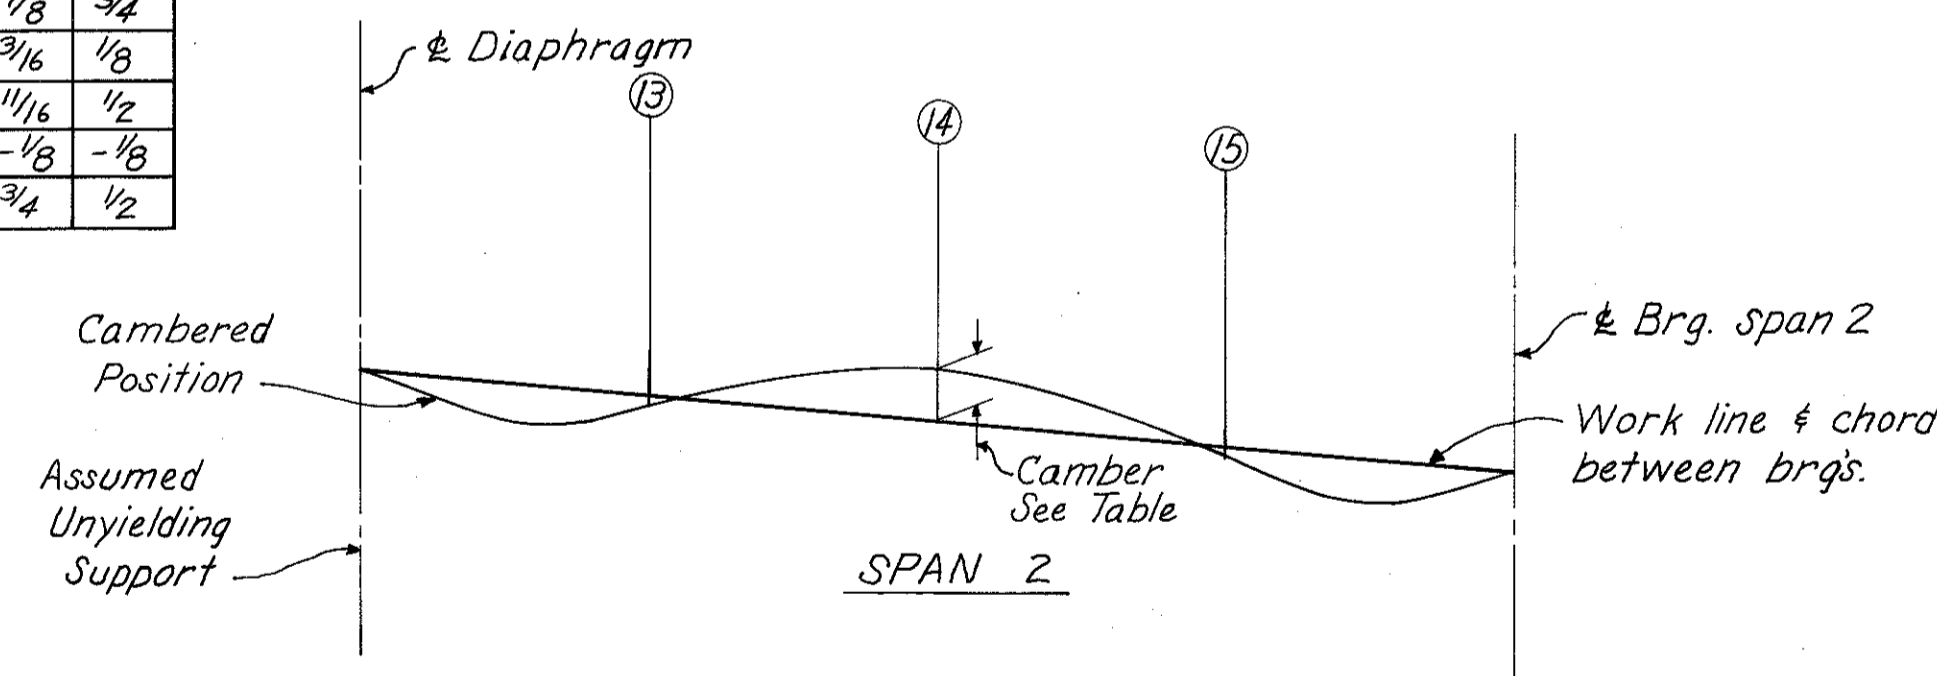 7/8 3/4
3/16 1/8
11/16 1/2
-1/8 -1/8
3/4 1/2
℄ Diaphragm
13
14
15
Cambered
Position
℄ Brg. span 2
Work line & chord
between brg's.
Assumed
Unyielding
Support
Camber
See Table
SPAN 2